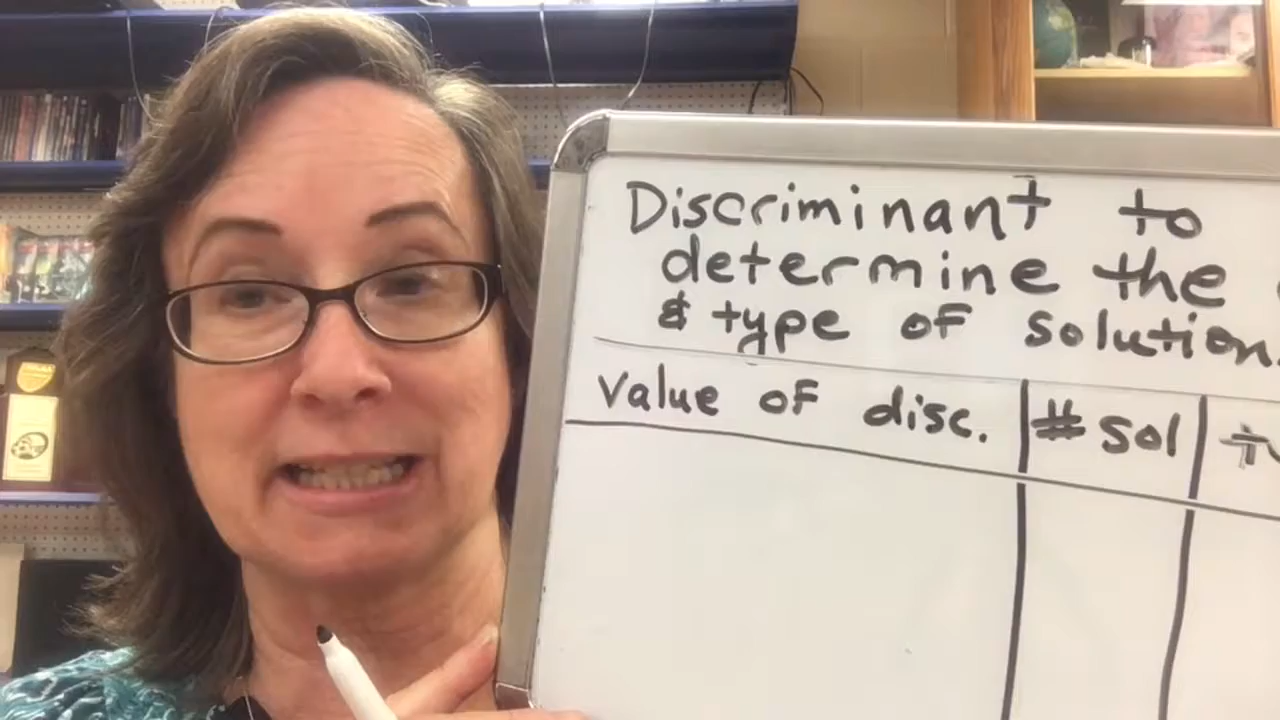 Discriminant to
determine the
& type of solution
value of disc. # sol